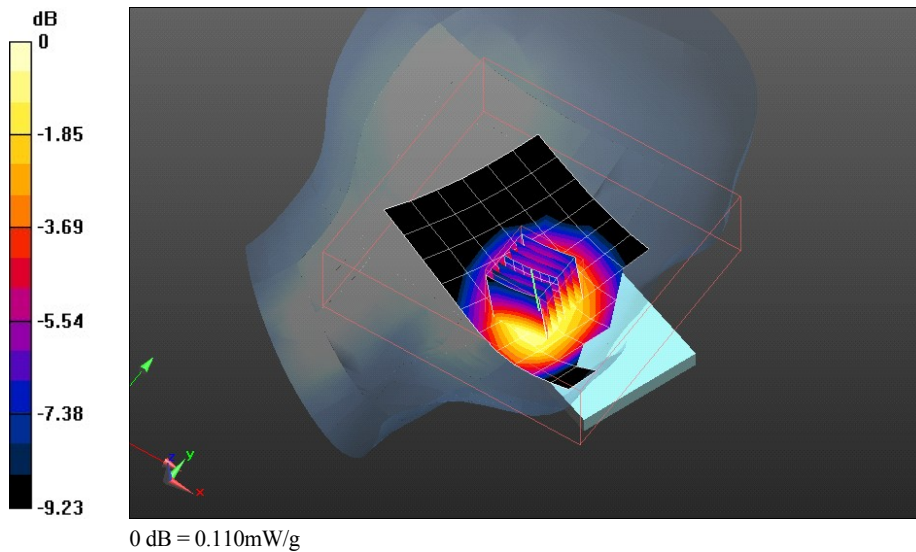 dB
0
-1.85
-3.69
-5.54
-7.38
-9.23
z
y
x
0 dB = 0.110mW/g